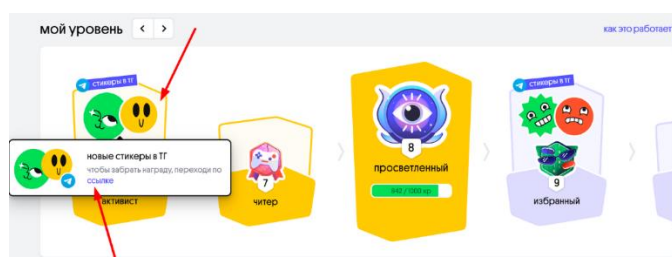 мой уровень
как это работает
стикеры в ТГ
стикеры в ТГ
новые стикеры в ТГ
чтобы забрать награду, переходи по
ссылке
активист
7
читер
8
просветленный
842 / 1300 xp
9
избранный